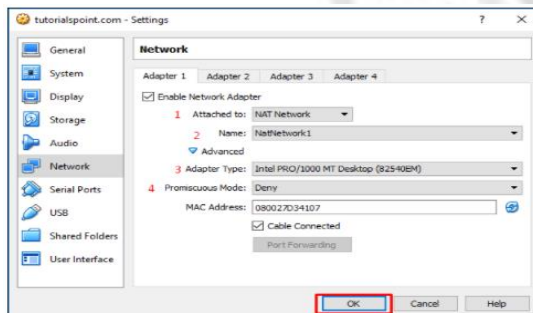 tutorialspoint.com - Settings ? ×
General
System
Display
Storage
Audio
Network
Serial Ports
USB
Shared Folders
User Interface
Network
Adapter 1 Adapter 2 Adapter 3 Adapter 4
Enable Network Adapter
1 Attached to: NAT Network
2 Name: NatNetwork1
Advanced
3 Adapter Type: Intel PRO/1000 MT Desktop (82540EM)
4 Promiscuous Mode: Deny
MAC Address: 080027D34107
Cable Connected
Port Forwarding
OK Cancel Help